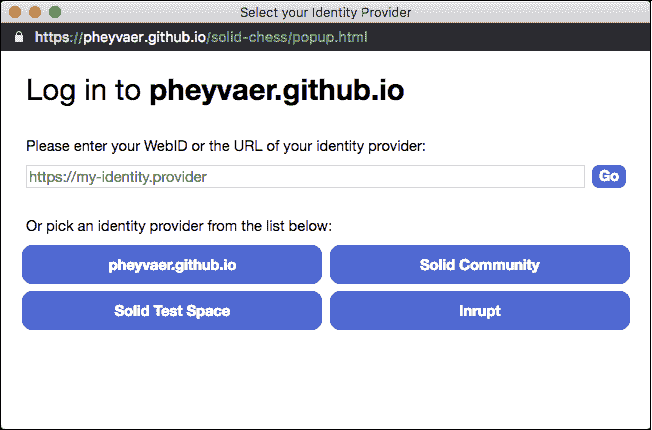 Select your Identity Provider
https://pheyvaer.github.io/solid-chess/popup.html
Log in to pheyvaer.github.io
Please enter your WebID or the URL of your identity provider:
https://my-identity.provider Go
Or pick an identity provider from the list below:
pheyvaer.github.io Solid Community
Solid Test Space Inrupt